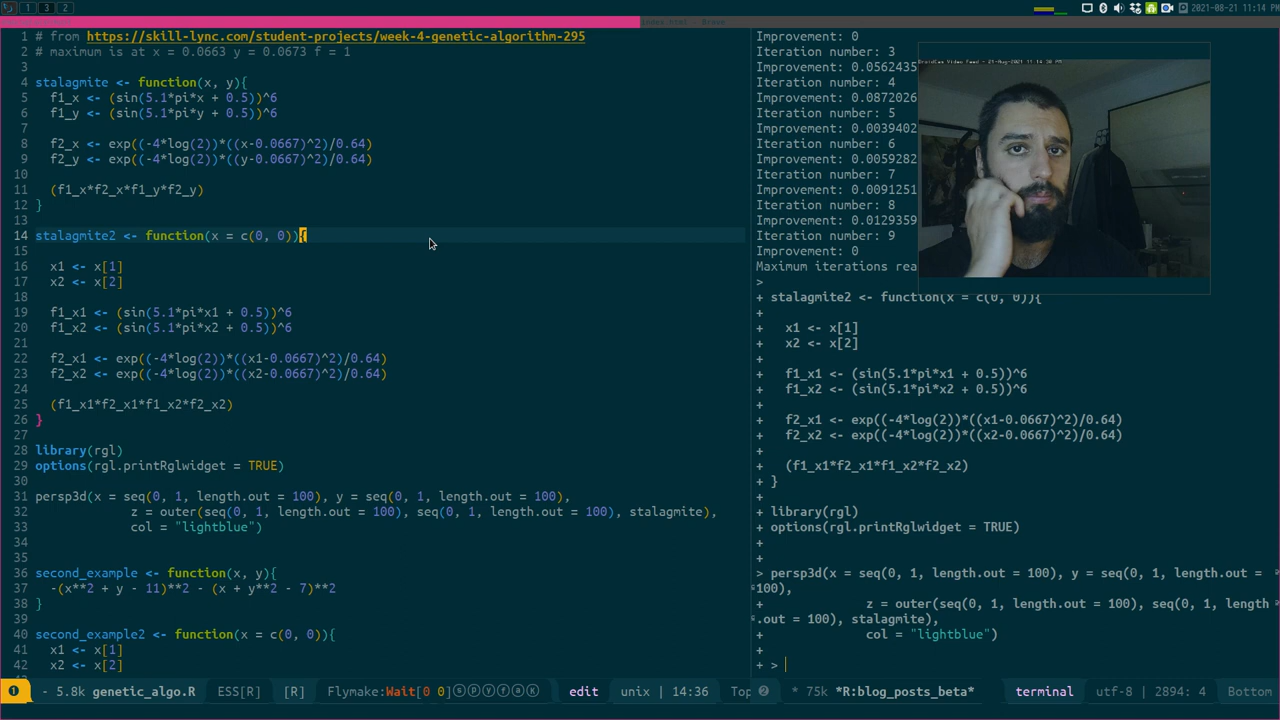 1 2 3 2
2021-08-21 11:14 PM
1 # from https://skill-lync.com/student-projects/week-4-genetic-algorithm-295
2 # maximum is at x = 0.0663 y = 0.0673 f = 1
3
4 stalagmite <- function(x, y){
5 f1_x <- (sin(5.1*pi*x + 0.5))^6
6 f1_y <- (sin(5.1*pi*y + 0.5))^6
7
8 f2_x <- exp((-4*log(2))*((x-0.0667)^2)/0.64)
9 f2_y <- exp((-4*log(2))*((y-0.0667)^2)/0.64)
10
11 (f1_x*f2_x*f1_y*f2_y)
12 }
13
14 stalagmite2 <- function(x = c(0, 0)){
15
16 x1 <- x[1]
17 x2 <- x[2]
18
19 f1_x1 <- (sin(5.1*pi*x1 + 0.5))^6
20 f1_x2 <- (sin(5.1*pi*x2 + 0.5))^6
21
22 f2_x1 <- exp((-4*log(2))*((x1-0.0667)^2)/0.64)
23 f2_x2 <- exp((-4*log(2))*((x2-0.0667)^2)/0.64)
24
25 (f1_x1*f2_x1*f1_x2*f2_x2)
26 }
27
28 library(rgl)
29 options(rgl.printRglwidget = TRUE)
30
31 persp3d(x = seq(0, 1, length.out = 100), y = seq(0, 1, length.out = 100),
32 z = outer(seq(0, 1, length.out = 100), seq(0, 1, length.out = 100), stalagmite),
33 col = "lightblue")
34
35
36 second_example <- function(x, y){
37 -(x**2 + y - 11)**2 - (x + y**2 - 7)**2
38 }
39
40 second_example2 <- function(x = c(0, 0)){
41 x1 <- x[1]
42 x2 <- x[2]
1 - 5.8k genetic_algo.R ESS[R] [R] Flymake:Wait[0 0]ⓢⓟⓨⓕⓐⓚ edit unix | 14:36 Top
Improvement: 0
Iteration number: 3
Improvement: 0.0562435
Iteration number: 4
Improvement: 0.0872026
Iteration number: 5
Improvement: 0.0039402
Iteration number: 6
Improvement: 0.0059282
Iteration number: 7
Improvement: 0.0091251
Iteration number: 8
Improvement: 0.0129359
Iteration number: 9
Improvement: 0
Maximum iterations rea
>
+ stalagmite2 <- function(x = c(0, 0)){
+
+ x1 <- x[1]
+ x2 <- x[2]
+
+ f1_x1 <- (sin(5.1*pi*x1 + 0.5))^6
+ f1_x2 <- (sin(5.1*pi*x2 + 0.5))^6
+
+ f2_x1 <- exp((-4*log(2))*((x1-0.0667)^2)/0.64)
+ f2_x2 <- exp((-4*log(2))*((x2-0.0667)^2)/0.64)
+
+ (f1_x1*f2_x1*f1_x2*f2_x2)
+ }
+
+ library(rgl)
+ options(rgl.printRglwidget = TRUE)
+
+
> persp3d(x = seq(0, 1, length.out = 100), y = seq(0, 1, length.out =
100),
+ z = outer(seq(0, 1, length.out = 100), seq(0, 1, length
.out = 100), stalagmite),
+ col = "lightblue")
+
+ >
2 * 75k *R:blog_posts_beta* terminal utf-8 | 2894: 4 Bottom